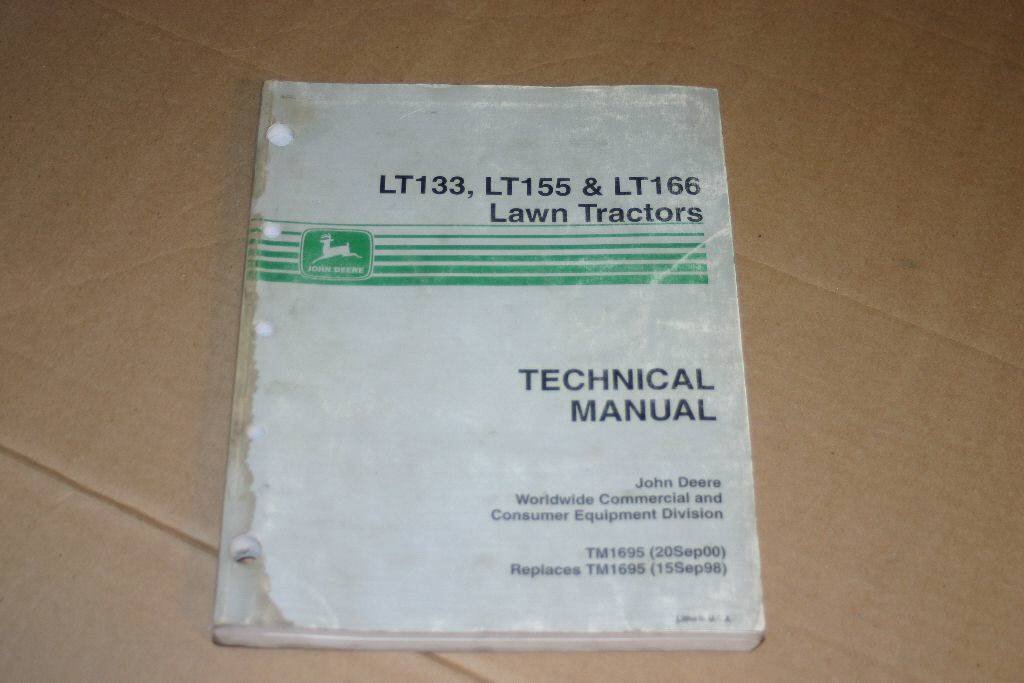 LT133, LT155 & LT166
Lawn Tractors
JOHN DEERE
TECHNICAL
MANUAL
John Deere
Worldwide Commercial and
Consumer Equipment Division
TM1695 (20Sep00)
Replaces TM1695 (15Sep98)